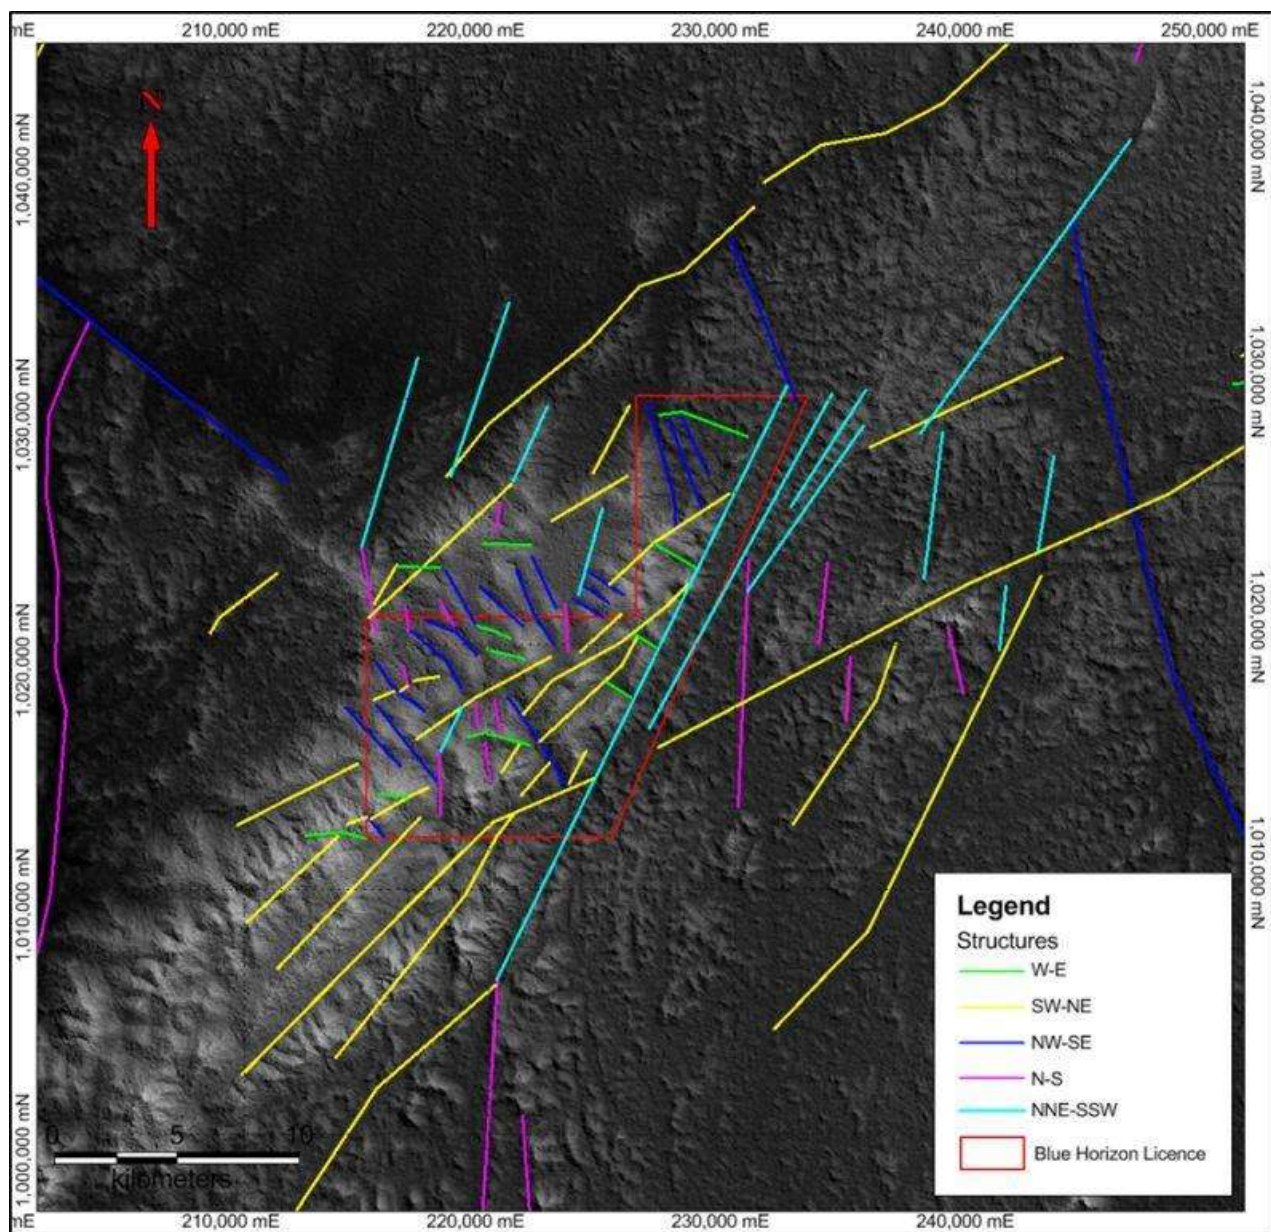 mE 210,000 mE 220,000 mE 230,000 mE 240,000 mE 250,000 mE
N
1,040,000 mN
1,040,000 mN
1,030,000 mN
1,030,000 mN
1,020,000 mN
1,020,000 mN
1,010,000 mN
1,010,000 mN
1,000,000 mN
Legend
Structures
W-E
SW-NE
NW-SE
N-S
NNE-SSW
Blue Horizon Licence
0 5 10
kilometers
mE 210,000 mE 220,000 mE 230,000 mE 240,000 mE